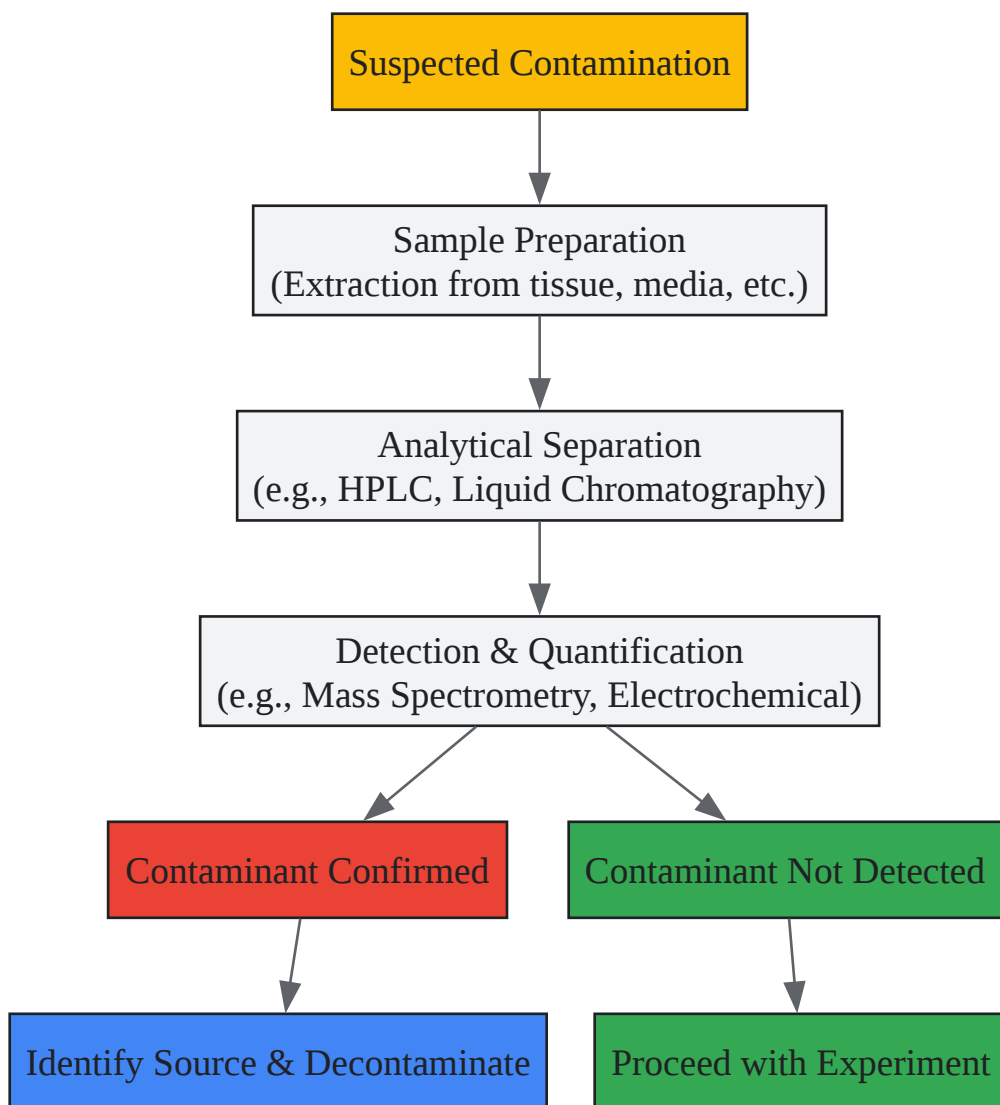 Suspected Contamination
Sample Preparation
(Extraction from tissue, media, etc.)
Analytical Separation
(e.g., HPLC, Liquid Chromatography)
Detection & Quantification
(e.g., Mass Spectrometry, Electrochemical)
Contaminant Confirmed
Contaminant Not Detected
Identify Source & Decontaminate
Proceed with Experiment